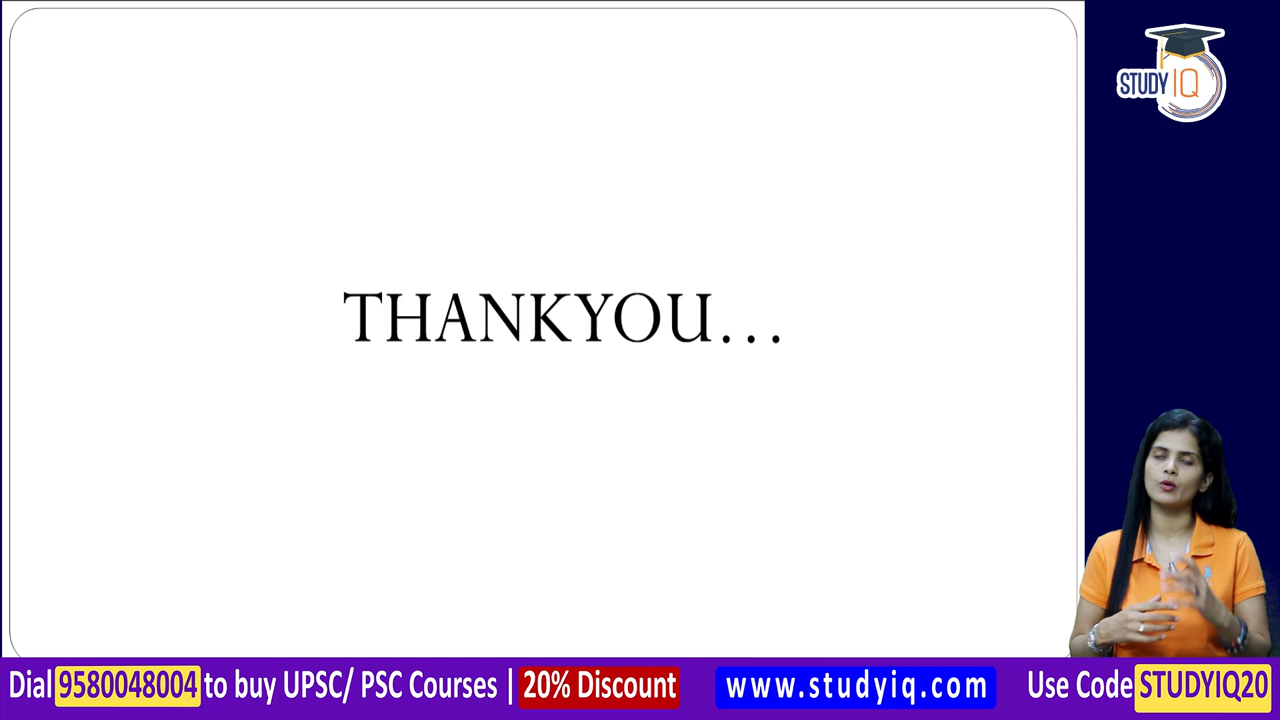 STUDY IQ
THANKYOU...
Dial 9580048004 to buy UPSC/ PSC Courses | 20% Discount www.studyiq.com Use Code STUDYIQ20